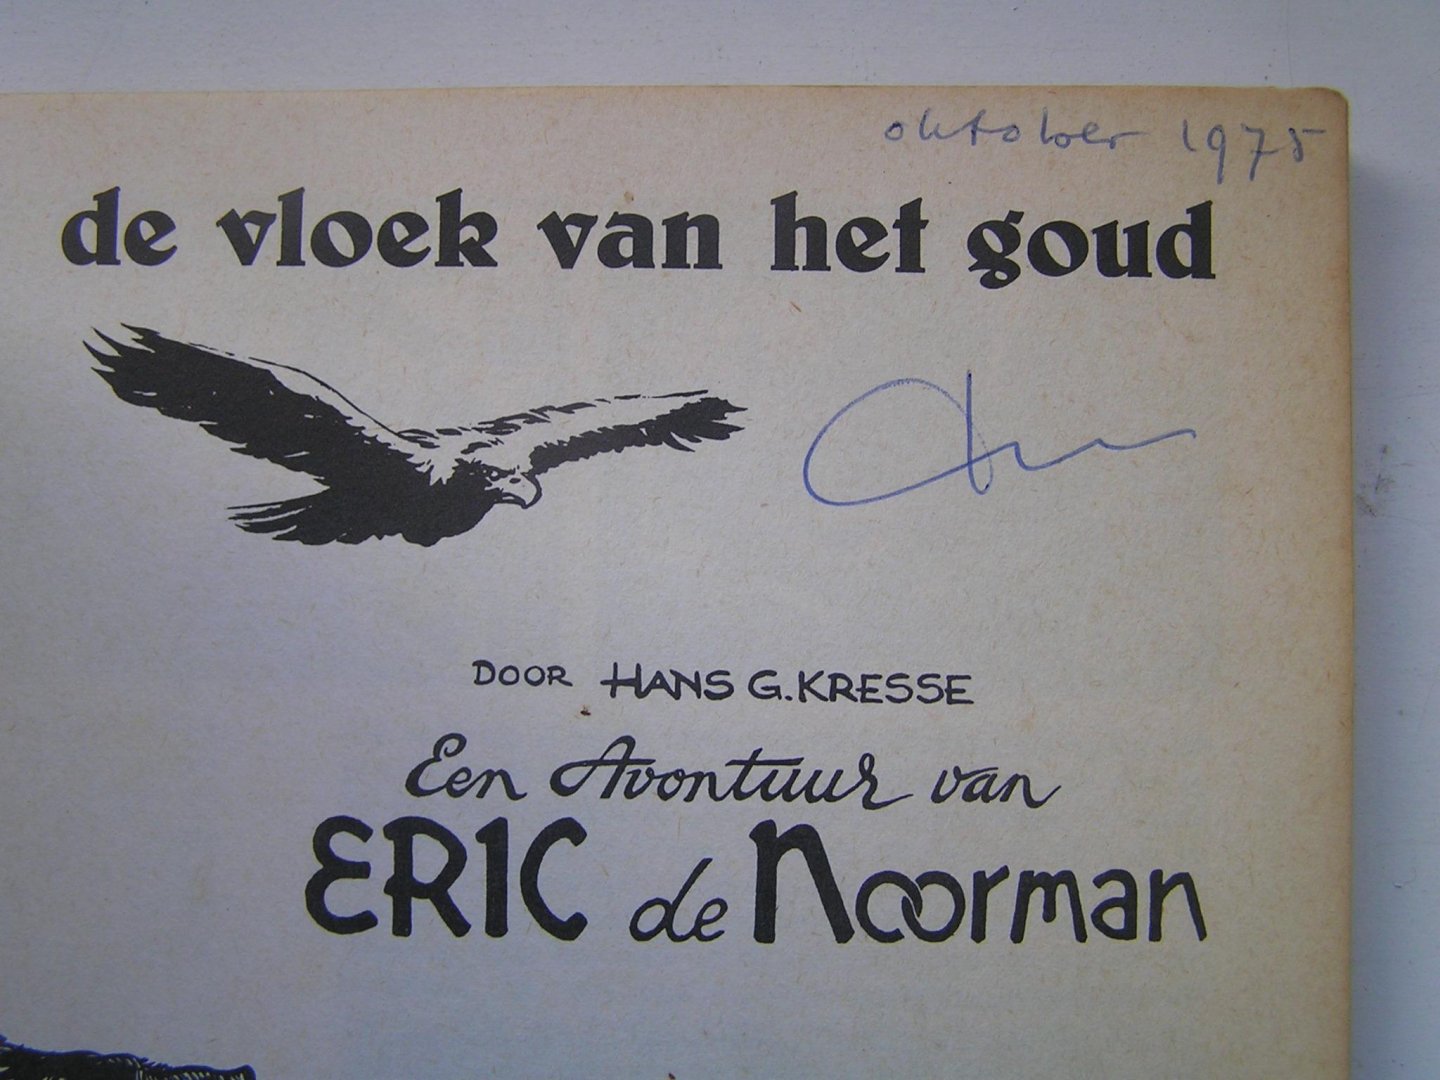 oktober 1975
de vloek van het goud
DOOR HANS G. KRESSE
Een Avontuur van
ERIC de Noorman